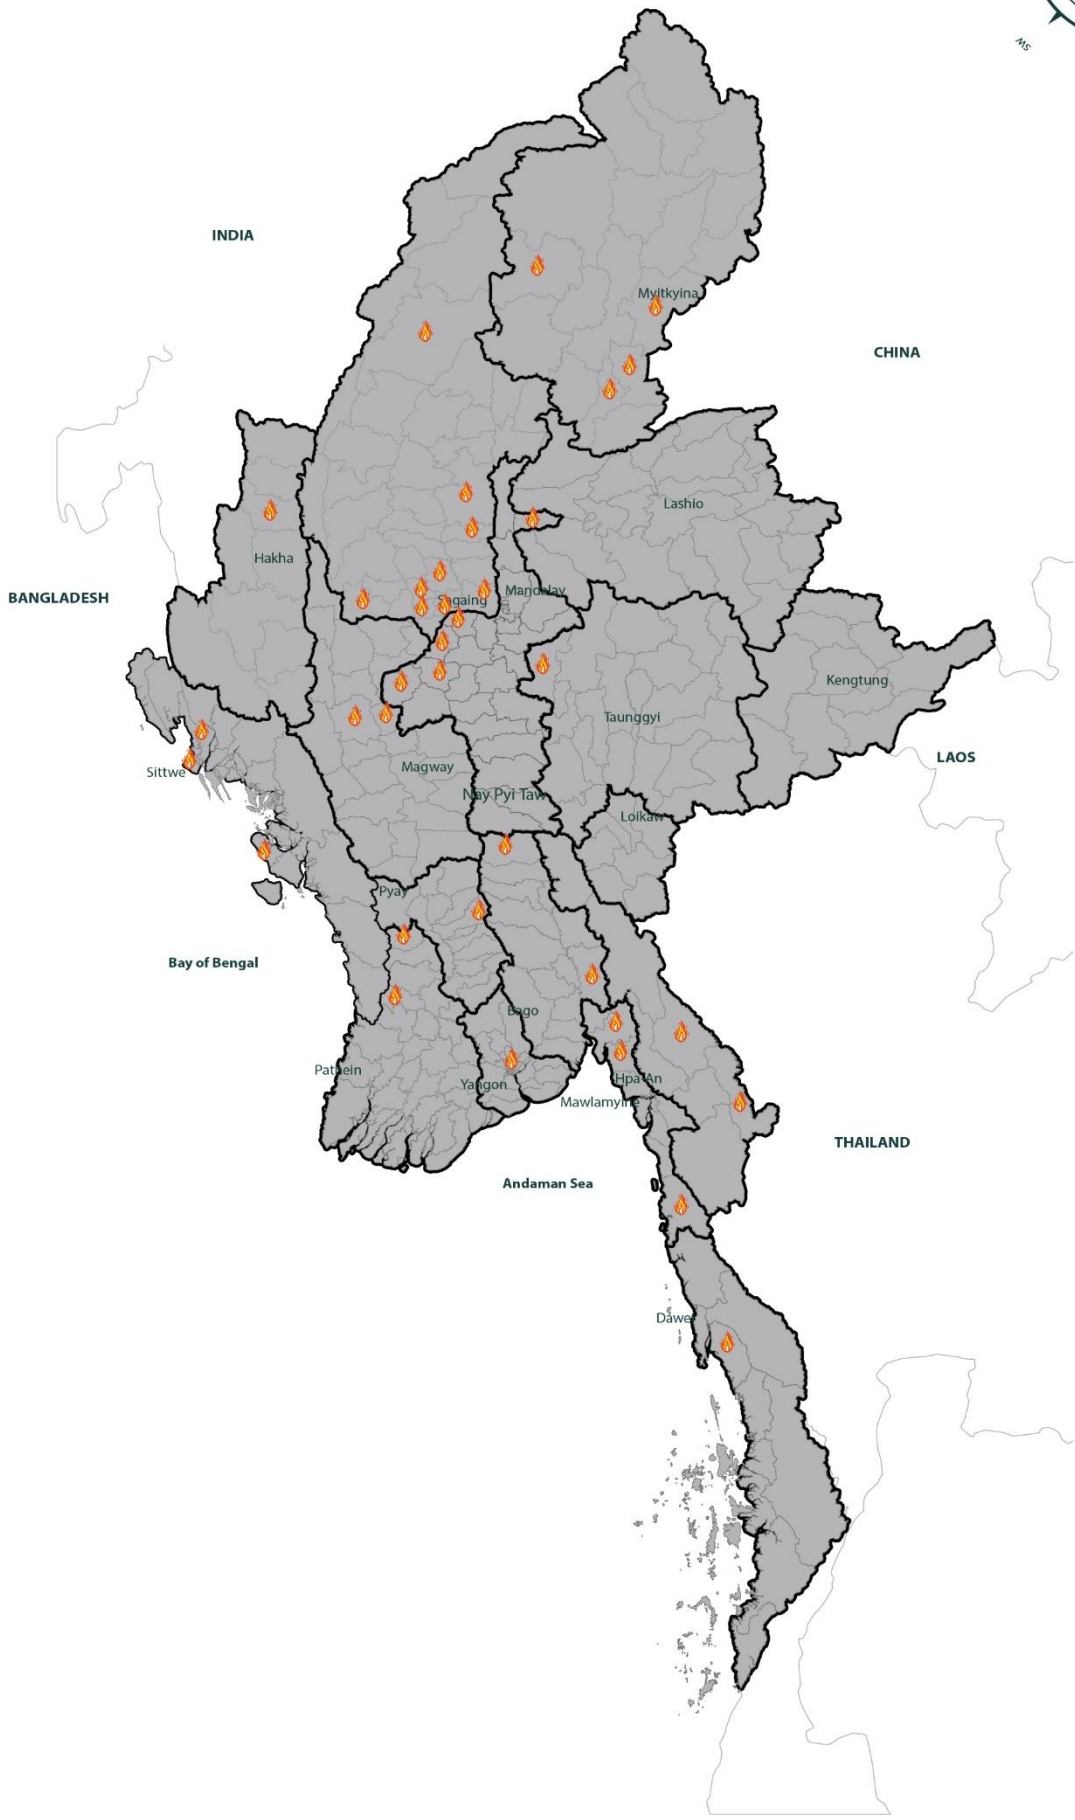 SW
INDIA
Myitkyina
CHINA
Lashio
Hakha
BANGLADESH
Mandalay
Sagaing
Kengtung
Taunggyi
LAOS
Sittwe
Magway
Nay Pyi Taw
Loikaw
Pyay
Bay of Bengal
Bago
Pathein
Yangon
Hpa-An
Mawlamyine
THAILAND
Andaman Sea
Dawei